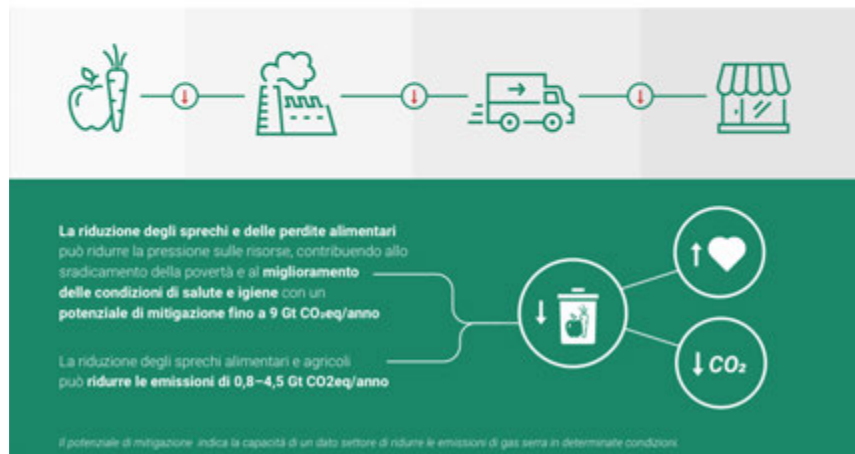 La riduzione degli sprechi e delle perdite alimentari
può ridurre la pressione sulle risorse, contribuendo allo
sradicamento della povertà e al miglioramento
delle condizioni di salute e igiene con un
potenziale di mitigazione fino a 9 Gt CO₂eq/anno
La riduzione degli sprechi alimentari e agricoli
può ridurre le emissioni di 0,8–4,5 Gt CO2eq/anno
CO₂
Il potenziale di mitigazione indica la capacità di un dato settore di ridurre le emissioni di gas serra in determinate condizioni.